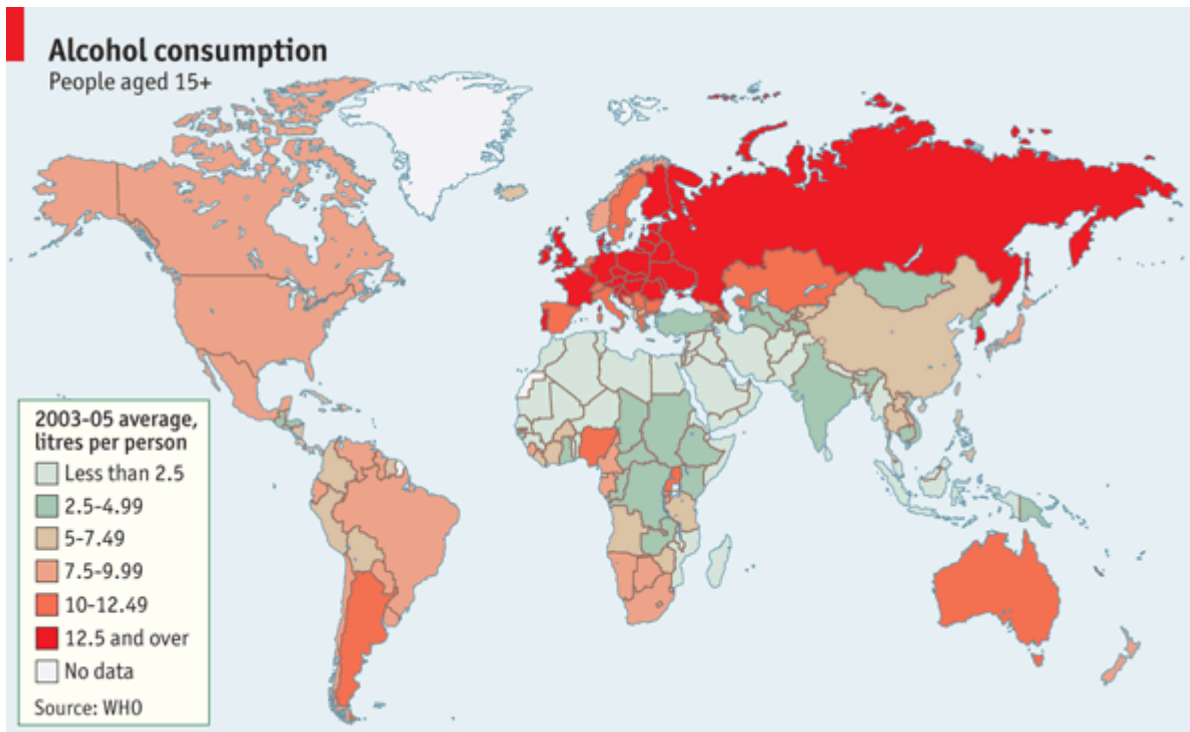 Alcohol consumption
People aged 15+
2003-05 average,
litres per person
Less than 2.5
2.5-4.99
5-7.49
7.5-9.99
10-12.49
12.5 and over
No data
Source: WHO